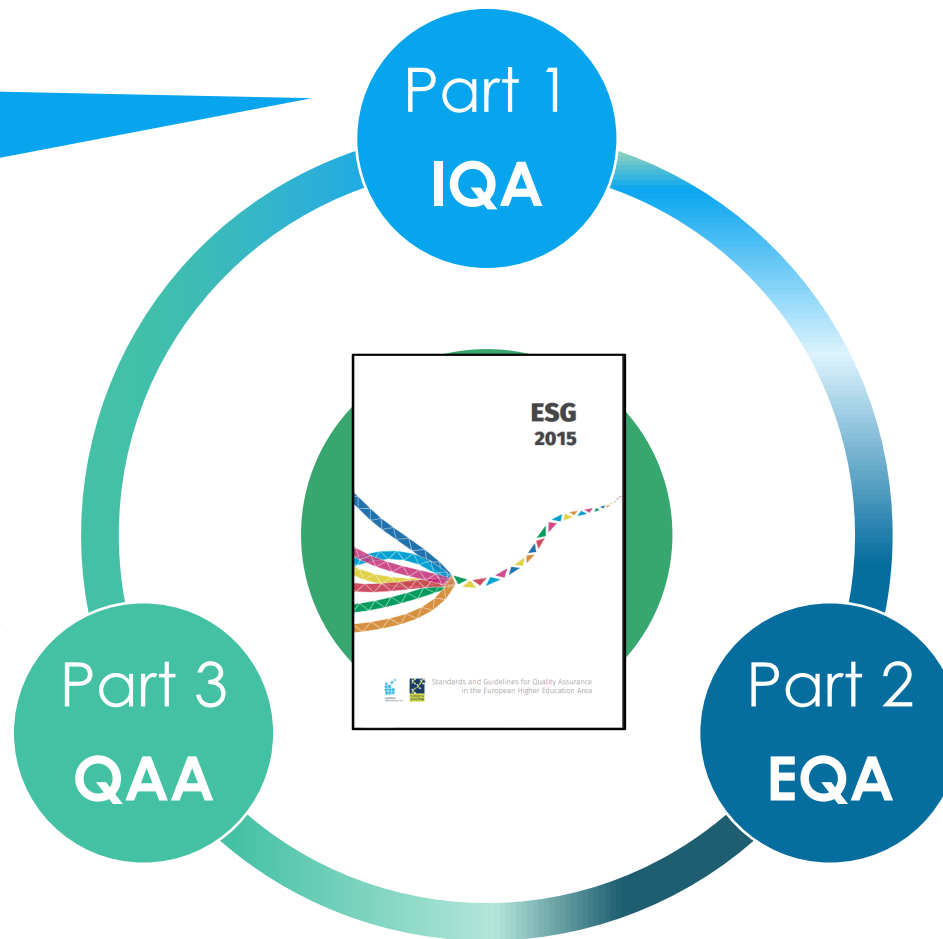 Part 1
IQA
ESG
2015
Standards and Guidelines for Quality Assurance
in the European Higher Education Area
Part 3
QAA
Part 2
EQA